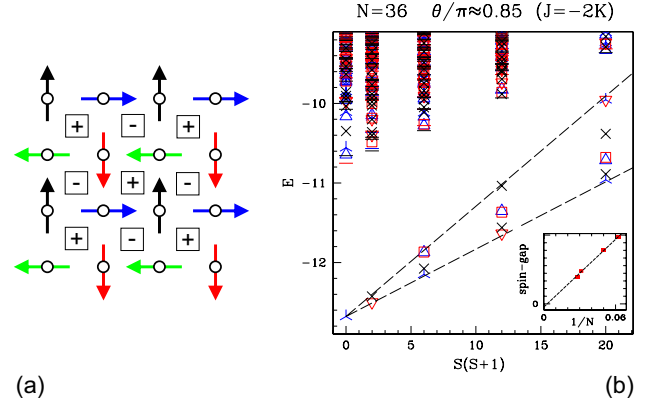 N=36 θ/π≈0.85 (J=−2K)
+ - +
- + -
+ - +
(a)
E
-10
-11
-12
0 5 10 15 20
S(S+1)
spin-gap
0
0 0.06
1/N
(b)